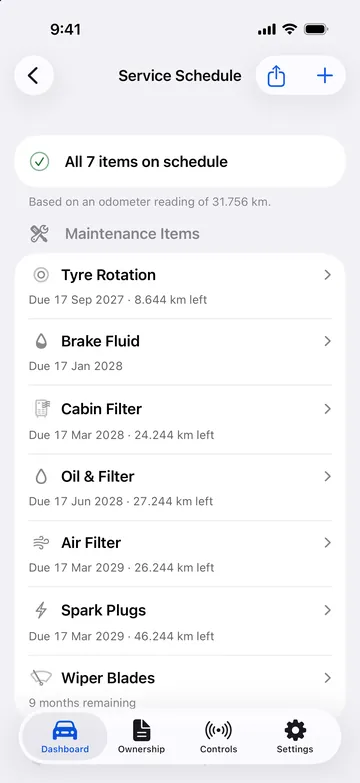 9:41
Service Schedule
All 7 items on schedule
Based on an odometer reading of 31.756 km.
Maintenance Items
Tyre Rotation
Due 17 Sep 2027 · 8.644 km left
Brake Fluid
Due 17 Jan 2028
Cabin Filter
Due 17 Mar 2028 · 24.244 km left
Oil & Filter
Due 17 Jun 2028 · 27.244 km left
Air Filter
Due 17 Mar 2029 · 26.244 km left
Spark Plugs
Due 17 Mar 2029 · 46.244 km left
Wiper Blades
9 months remaining
Dashboard
Ownership
Controls
Settings